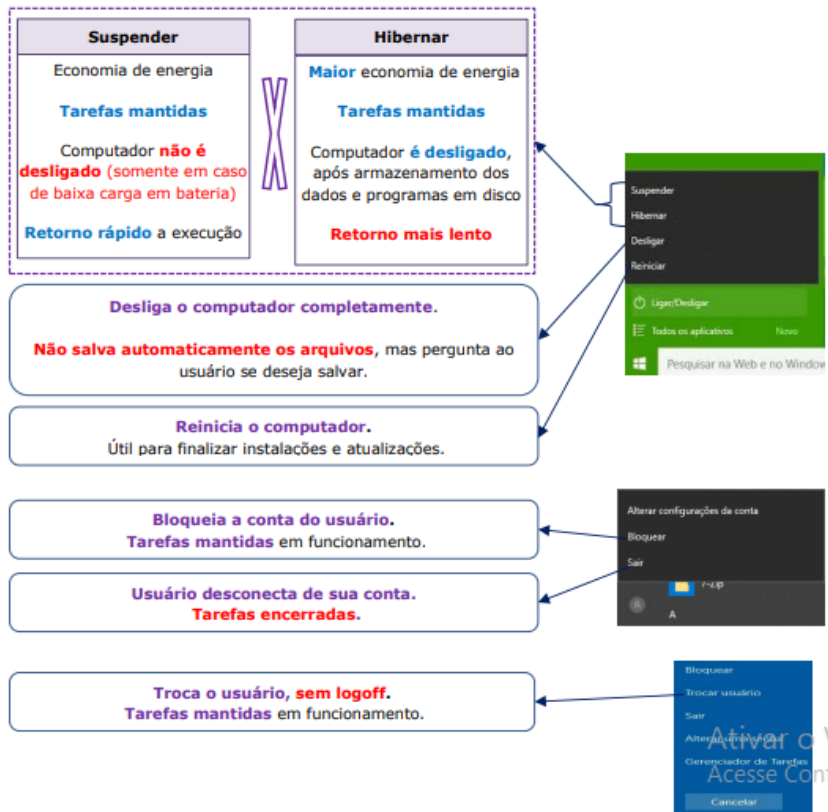 Suspender
Economia de energia
Tarefas mantidas
Computador não é
desligado (somente em caso
de baixa carga em bateria)
Retorno rápido a execução
Hibernar
Maior economia de energia
Tarefas mantidas
Computador é desligado,
após armazenamento dos
dados e programas em disco
Retorno mais lento
Suspender
Hibernar
Desligar
Reiniciar
Ligar/Desligar
Todos os aplicativos Novo
Pesquisar na Web e no Window
Desliga o computador completamente.
Não salva automaticamente os arquivos, mas pergunta ao
usuário se deseja salvar.
Reinicia o computador.
Útil para finalizar instalações e atualizações.
Alterar configurações da conta
Bloquear
Sair
7-Zip
R
A
Bloqueia a conta do usuário.
Tarefas mantidas em funcionamento.
Usuário desconecta de sua conta.
Tarefas encerradas.
Troca o usuário, sem logoff.
Tarefas mantidas em funcionamento.
Bloquear
Trocar usuário
Sair
Alterar uma senha
Gerenciador de Tarefas
Cancelar
Ativar o W
Acesse Conf